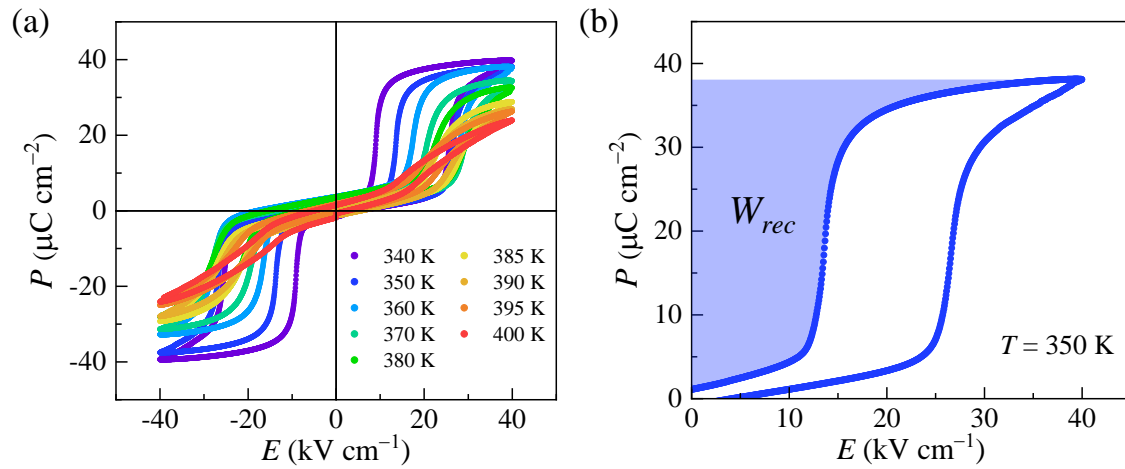 (a)
P (μC cm⁻²)
40
20
0
-20
-40
340 K 385 K
350 K 390 K
360 K 395 K
370 K 400 K
380 K
-40 -20 0 20 40
E (kV cm⁻¹)
(b)
P (μC cm⁻²)
40
30
20
10
0
W_rec
T = 350 K
0 10 20 30 40
E (kV cm⁻¹)